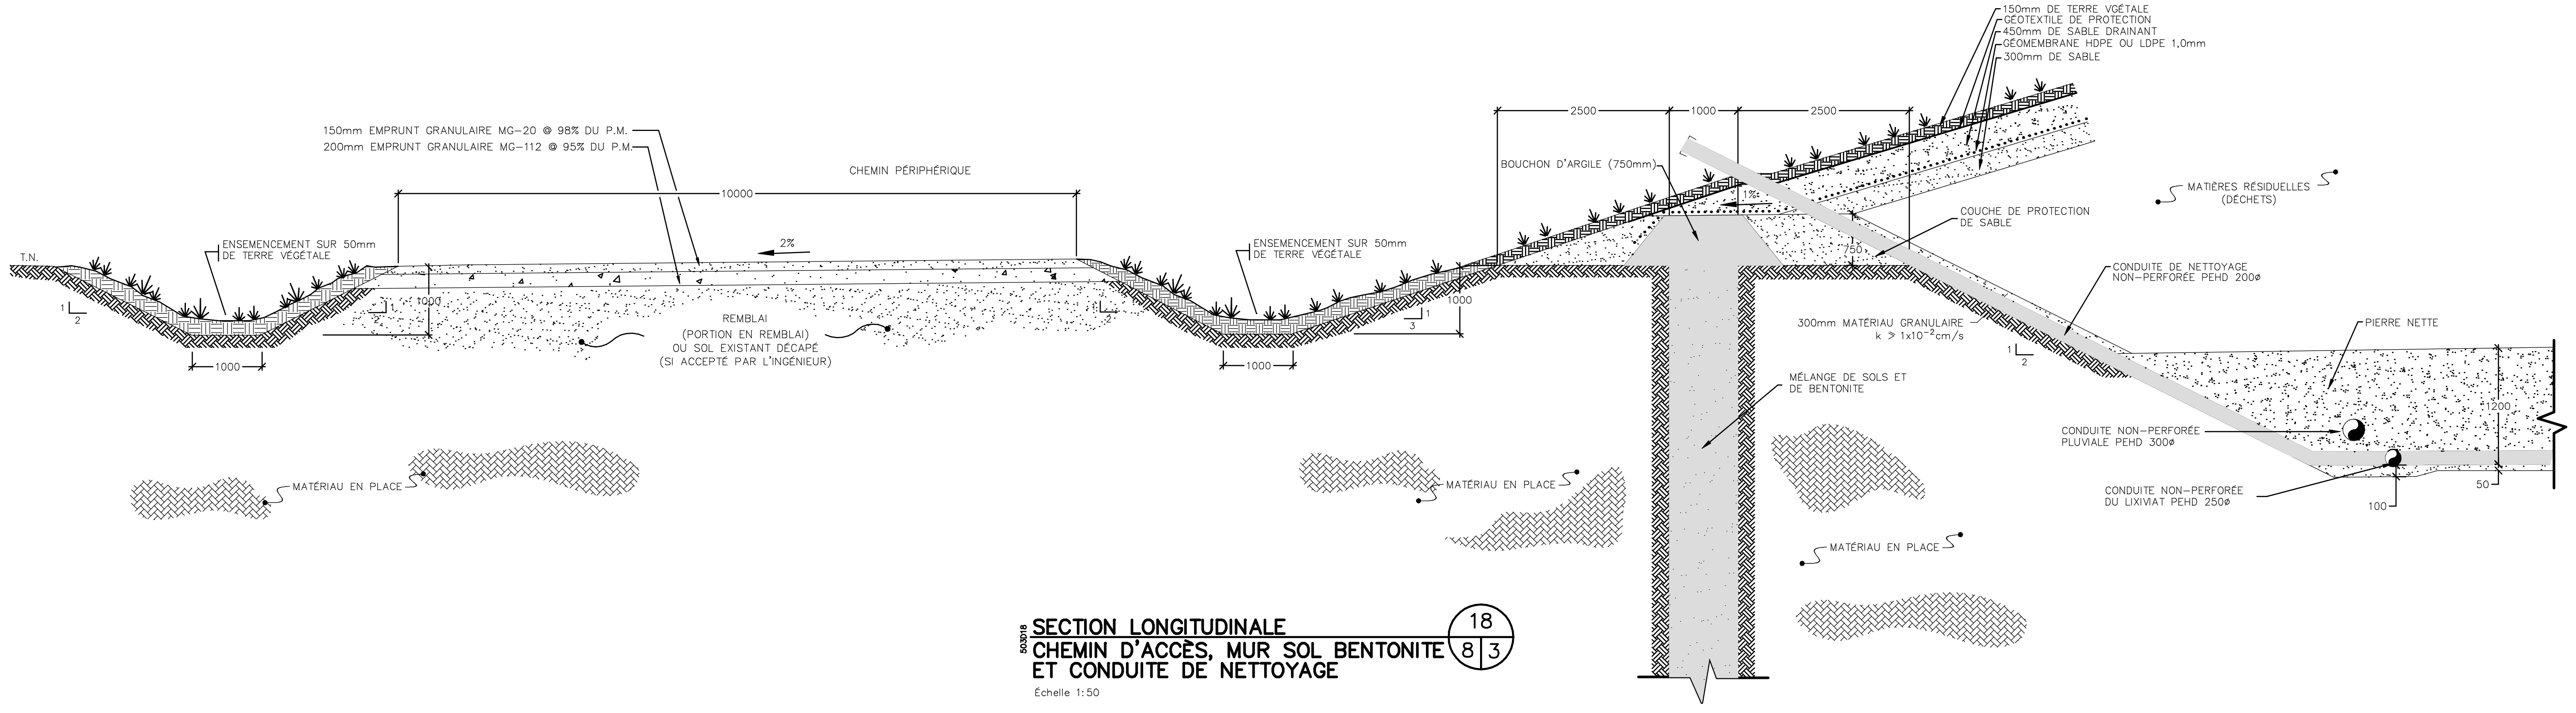 150mm DE TERRE VGÉTALE
GÉOTEXTILE DE PROTECTION
450mm DE SABLE DRAINANT
GÉOMEMBRANE HDPE OU LDPE 1,0mm
300mm DE SABLE
2500
1000
2500
150mm EMPRUNT GRANULAIRE MG-20 @ 98% DU P.M.
200mm EMPRUNT GRANULAIRE MG-112 @ 95% DU P.M.
CHEMIN PÉRIPHÉRIQUE
10000
BOUCHON D'ARGILE (750mm)
1%
MATIÈRES RÉSIDUELLES
(DÉCHETS)
COUCHE DE PROTECTION
DE SABLE
750
T.N.
ENSEMENCEMENT SUR 50mm
DE TERRE VÉGÉTALE
2%
ENSEMENCEMENT SUR 50mm
DE TERRE VÉGÉTALE
CONDUITE DE NETTOYAGE
NON-PERFORÉE PEHD 200ø
1
2
1000
1
2
1
2
1000
1
3
REMBLAI
(PORTION EN REMBLAI)
OU SOL EXISTANT DÉCAPÉ
(SI ACCEPTÉ PAR L'INGÉNIEUR)
300mm MATÉRIAU GRANULAIRE
k ⩾ 1x10⁻²cm/s
1
2
PIERRE NETTE
1000
1000
MÉLANGE DE SOLS ET
DE BENTONITE
1200
CONDUITE NON-PERFORÉE
PLUVIALE PEHD 300ø
MATÉRIAU EN PLACE
MATÉRIAU EN PLACE
CONDUITE NON-PERFORÉE
DU LIXIVIAT PEHD 250ø
50
100
MATÉRIAU EN PLACE
503018
SECTION LONGITUDINALE
CHEMIN D'ACCÈS, MUR SOL BENTONITE
ET CONDUITE DE NETTOYAGE
18
8 3
Échelle 1:50